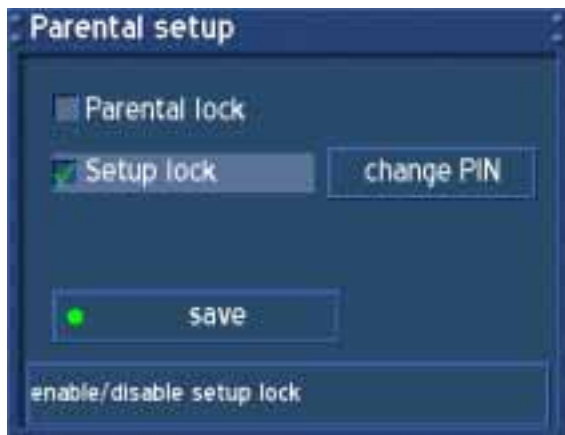 Parental setup
Parental lock
Setup lock
change PIN
save
enable/disable setup lock